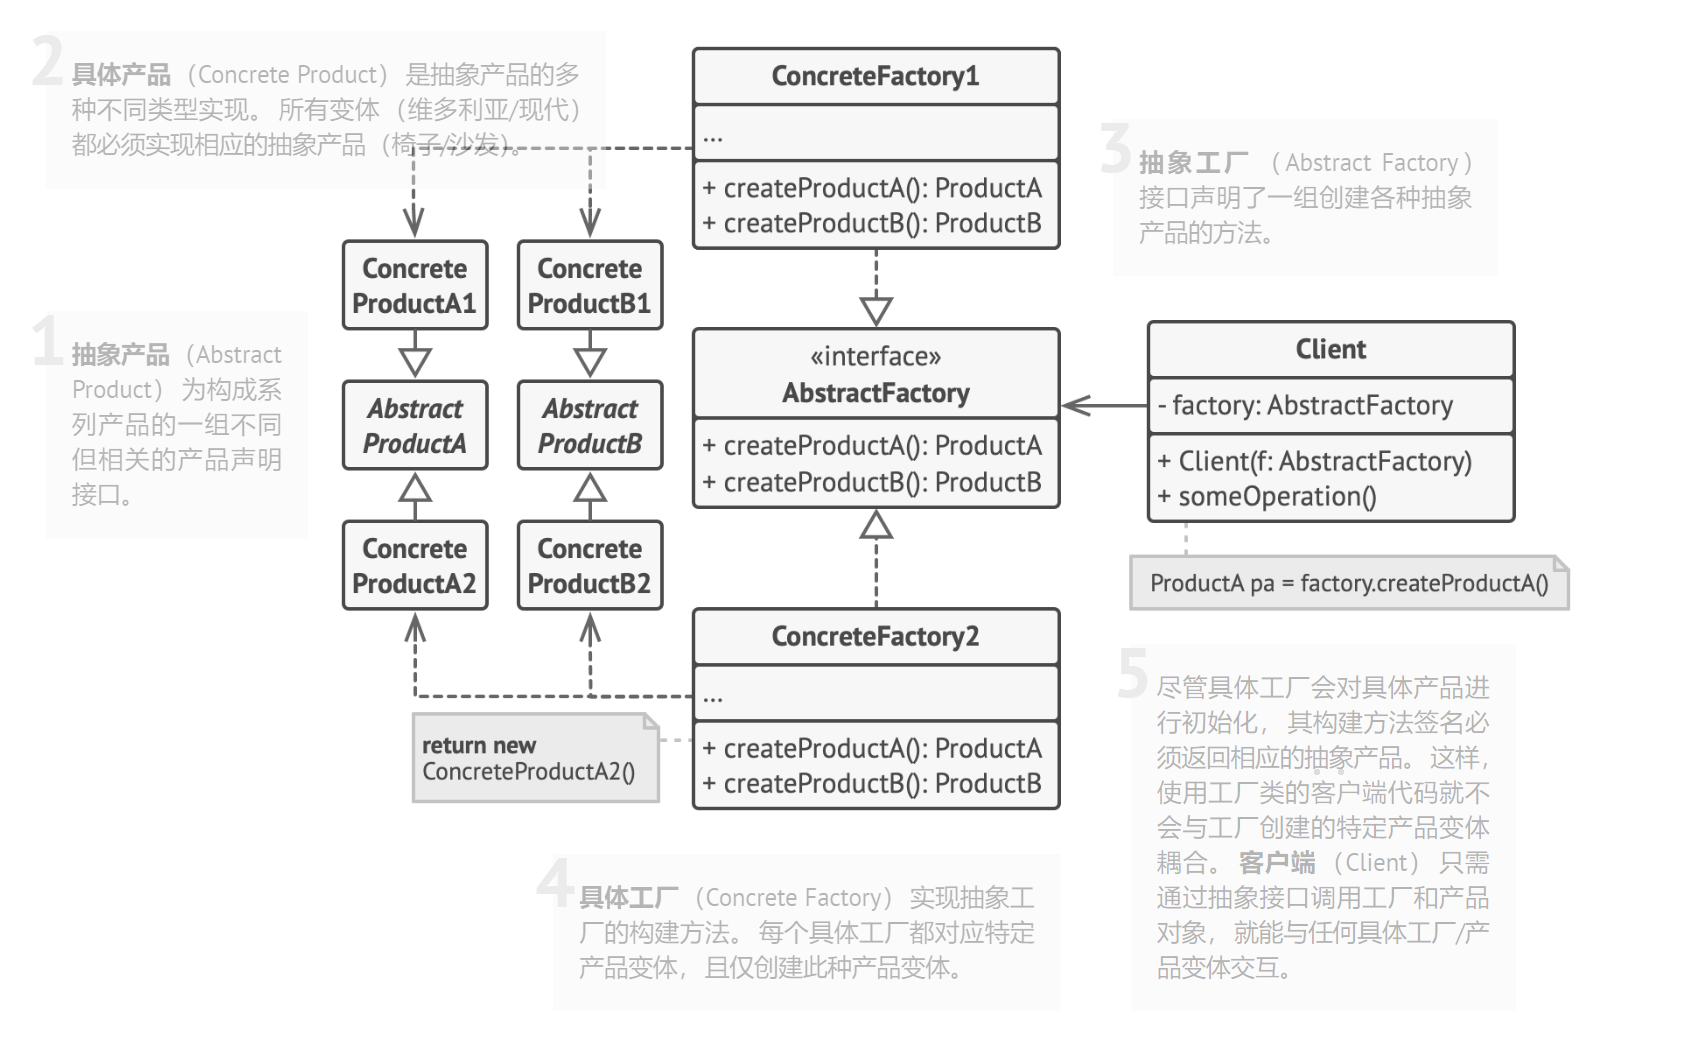 2
具体产品（Concrete Product） 是抽象产品的多
种不同类型实现。 所有变体（维多利亚/现代）
都必须实现相应的抽象产品（椅子/沙发）。
ConcreteFactory1
...
+ createProductA(): ProductA
+ createProductB(): ProductB
3
抽象工厂 （Abstract Factory）
接口声明了一组创建各种抽象
产品的方法。
Concrete
ProductA1
Concrete
ProductB1
1
抽象产品（Abstract
Product） 为构成系
列产品的一组不同
但相关的产品声明
接口。
Abstract
ProductA
Abstract
ProductB
«interface»
AbstractFactory
+ createProductA(): ProductA
+ createProductB(): ProductB
Client
- factory: AbstractFactory
+ Client(f: AbstractFactory)
+ someOperation()
ProductA pa = factory.createProductA()
Concrete
ProductA2
Concrete
ProductB2
ConcreteFactory2
...
+ createProductA(): ProductA
+ createProductB(): ProductB
return new
ConcreteProductA2()
5
尽管具体工厂会对具体产品进
行初始化， 其构建方法签名必
须返回相应的抽象产品。 这样，
使用工厂类的客户端代码就不
会与工厂创建的特定产品变体
耦合。 客户端 （Client） 只需
通过抽象接口调用工厂和产品
对象， 就能与任何具体工厂/产
品变体交互。
4
具体工厂 （Concrete Factory） 实现抽象工
厂的构建方法。 每个具体工厂都对应特定
产品变体， 且仅创建此种产品变体。